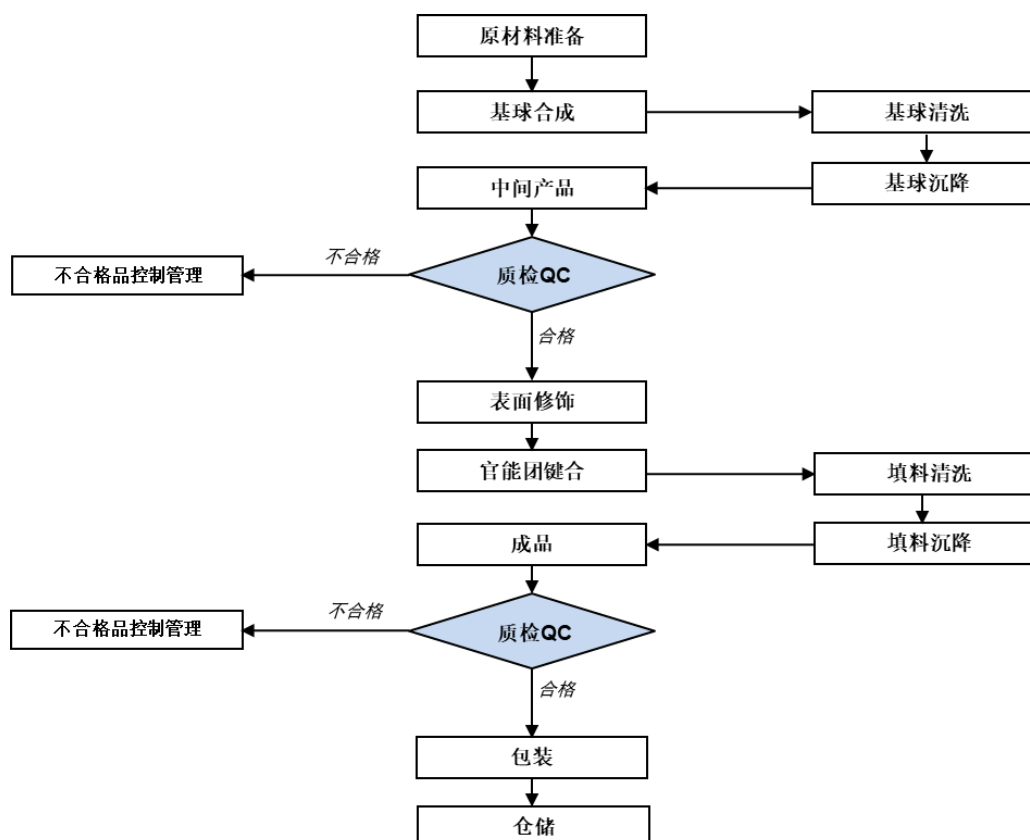 原材料准备
基球合成
基球清洗
基球沉降
中间产品
不合格
质检QC
不合格品控制管理
合格
表面修饰
官能团键合
填料清洗
填料沉降
成品
不合格
质检QC
不合格品控制管理
合格
包装
仓储